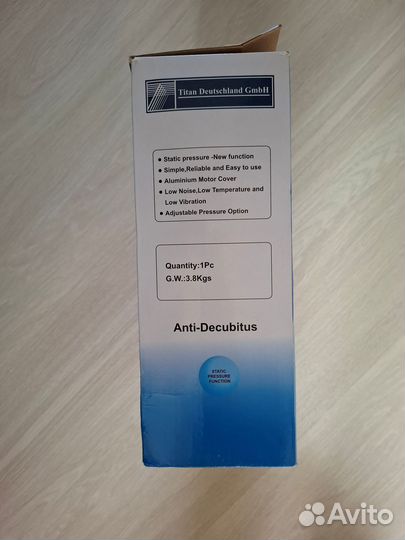 Titan Deutschland GmbH
• Static pressure -New function
• Simple,Reliable and Easy to use
• Aluminium Motor Cover
• Low Noise,Low Temperature and
Low Vibration
• Adjustable Pressure Option
Quantity:1Pc
G.W.:3.8Kgs
Anti-Decubitus
STATIC
PRESSURE
FUNCTION
Avito